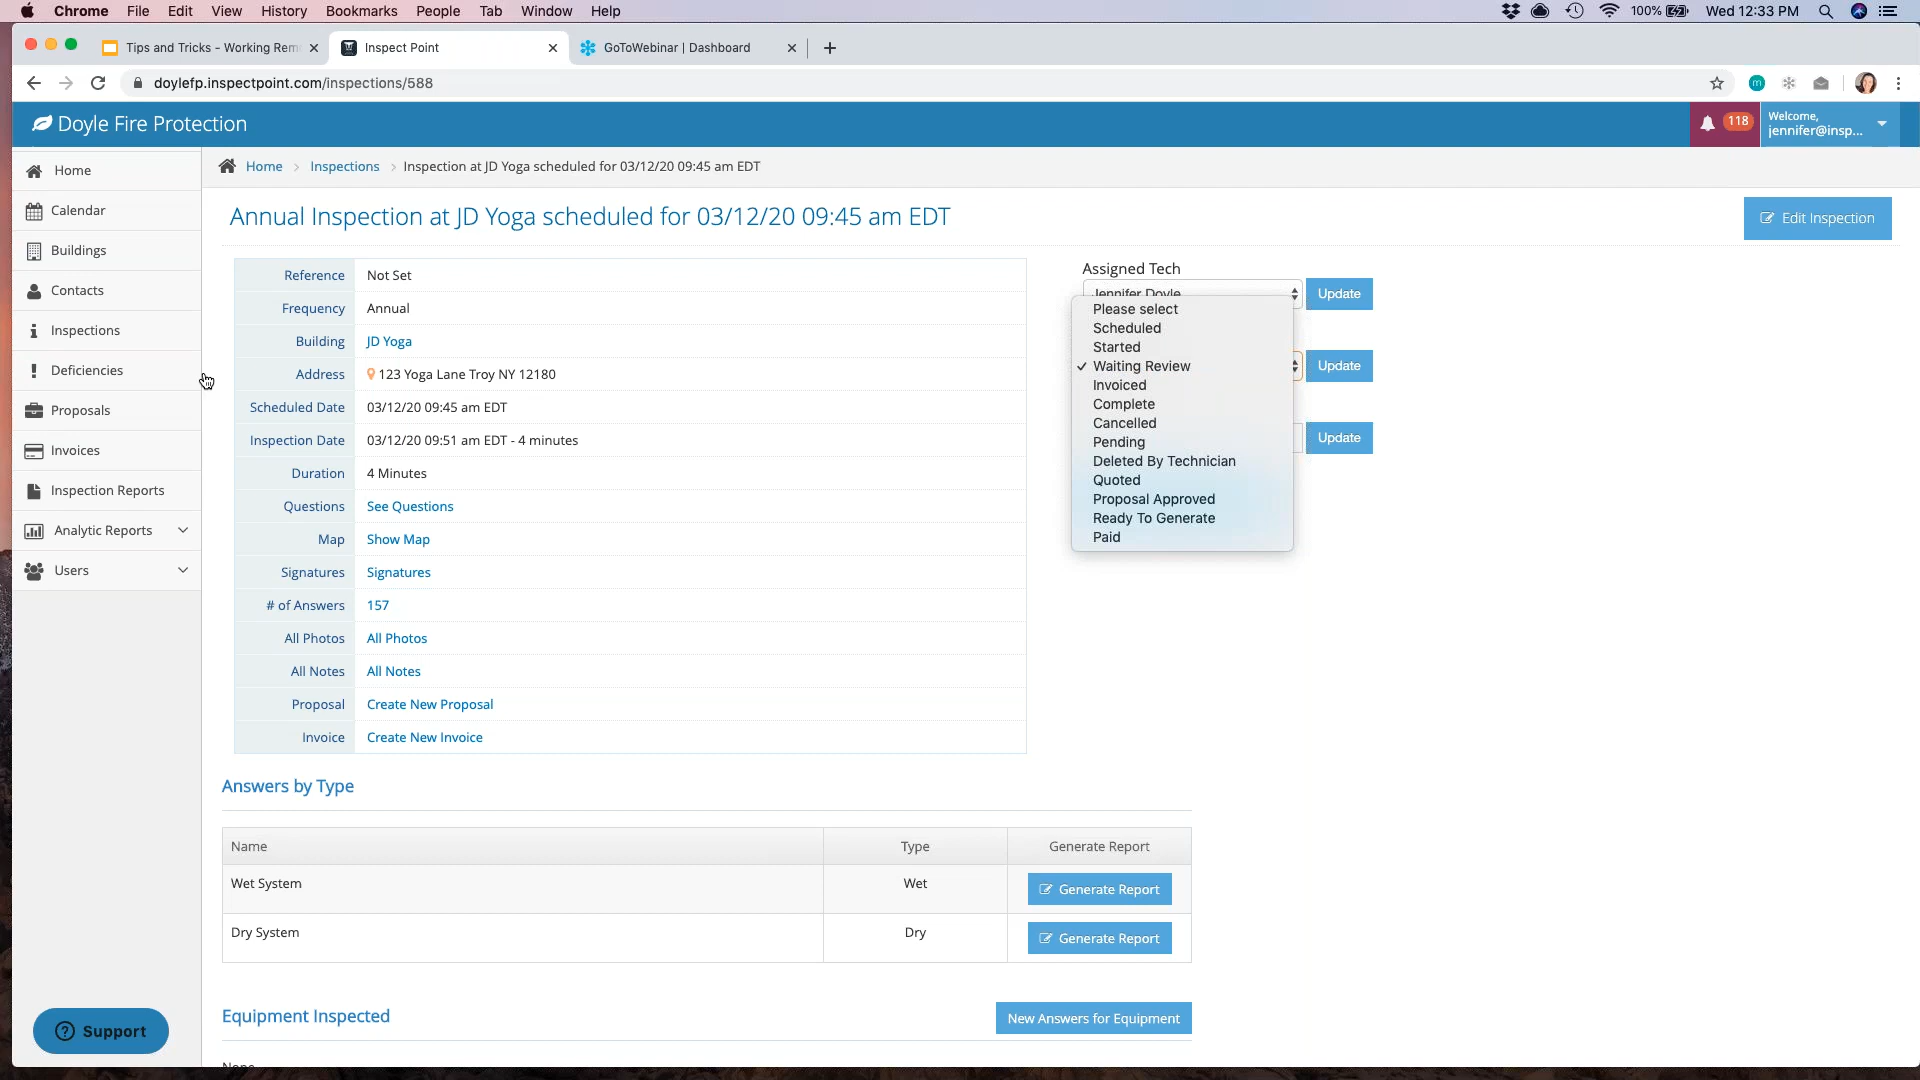 Chrome File Edit View History Bookmarks People Tab Window Help 100% Wed 12:33 PM
Tips and Tricks - Working Rem Inspect Point GoToWebinar | Dashboard
doylefp.inspectpoint.com/inspections/588
Doyle Fire Protection 118 Welcome,
jennifer@insp...
Home
Calendar
Buildings
Contacts
Inspections
Deficiencies
Proposals
Invoices
Inspection Reports
Analytic Reports
Users
Support
Home > Inspections > Inspection at JD Yoga scheduled for 03/12/20 09:45 am EDT
Annual Inspection at JD Yoga scheduled for 03/12/20 09:45 am EDT
Edit Inspection
Reference Not Set
Frequency Annual
Building JD Yoga
Address 123 Yoga Lane Troy NY 12180
Scheduled Date 03/12/20 09:45 am EDT
Inspection Date 03/12/20 09:51 am EDT - 4 minutes
Duration 4 Minutes
Questions See Questions
Map Show Map
Signatures Signatures
# of Answers 157
All Photos All Photos
All Notes All Notes
Proposal Create New Proposal
Invoice Create New Invoice
Assigned Tech
Jennifer Doyle Update
Please select
Scheduled
Started
✓ Waiting Review Update
Invoiced
Complete
Cancelled
Pending Update
Deleted By Technician
Quoted
Proposal Approved
Ready To Generate
Paid
Answers by Type
Name Type Generate Report
Wet System Wet Generate Report
Dry System Dry Generate Report
Equipment Inspected New Answers for Equipment
None